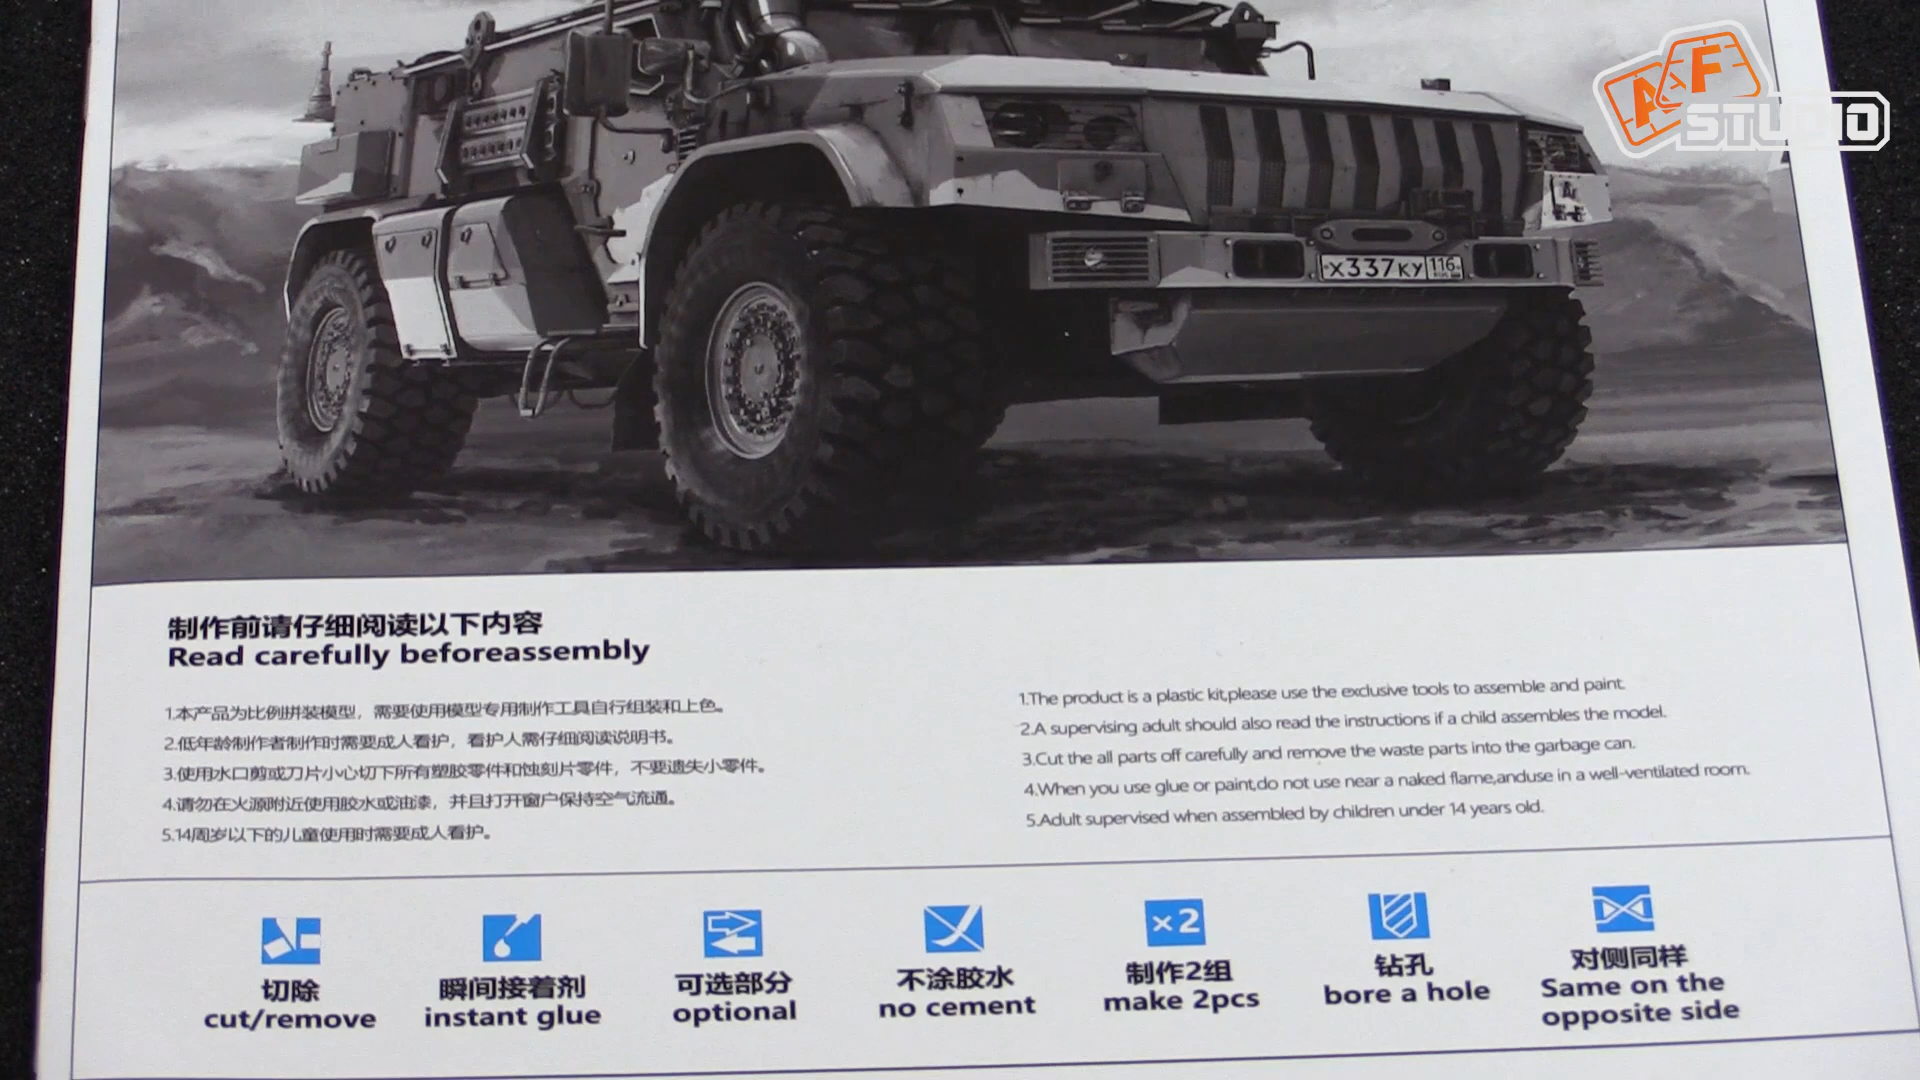 AF
STUDIO
X337KY 116
RUS
制作前请仔细阅读以下内容
Read carefully beforeassembly
1.本产品为比例拼装模型，需要使用模型专用制作工具自行组装和上色。
2.低年龄制作者制作时需要成人看护，看护人需仔细阅读说明书。
3.使用水口剪或刀片小心切下所有塑胶零件和蚀刻片零件，不要遗失小零件。
4.请勿在火源附近使用胶水或油漆，并且打开窗户保持空气流通。
5.14周岁以下的儿童使用时需要成人看护。
1.The product is a plastic kit,please use the exclusive tools to assemble and paint.
2.A supervising adult should also read the instructions if a child assembles the model.
3.Cut the all parts off carefully and remove the waste parts into the garbage can.
4.When you use glue or paint,do not use near a naked flame,anduse in a well-ventilated room.
5.Adult supervised when assembled by children under 14 years old.
切除
cut/remove
瞬间接着剂
instant glue
可选部分
optional
不涂胶水
no cement
×2
制作2组
make 2pcs
钻孔
bore a hole
对侧同样
Same on the
opposite side